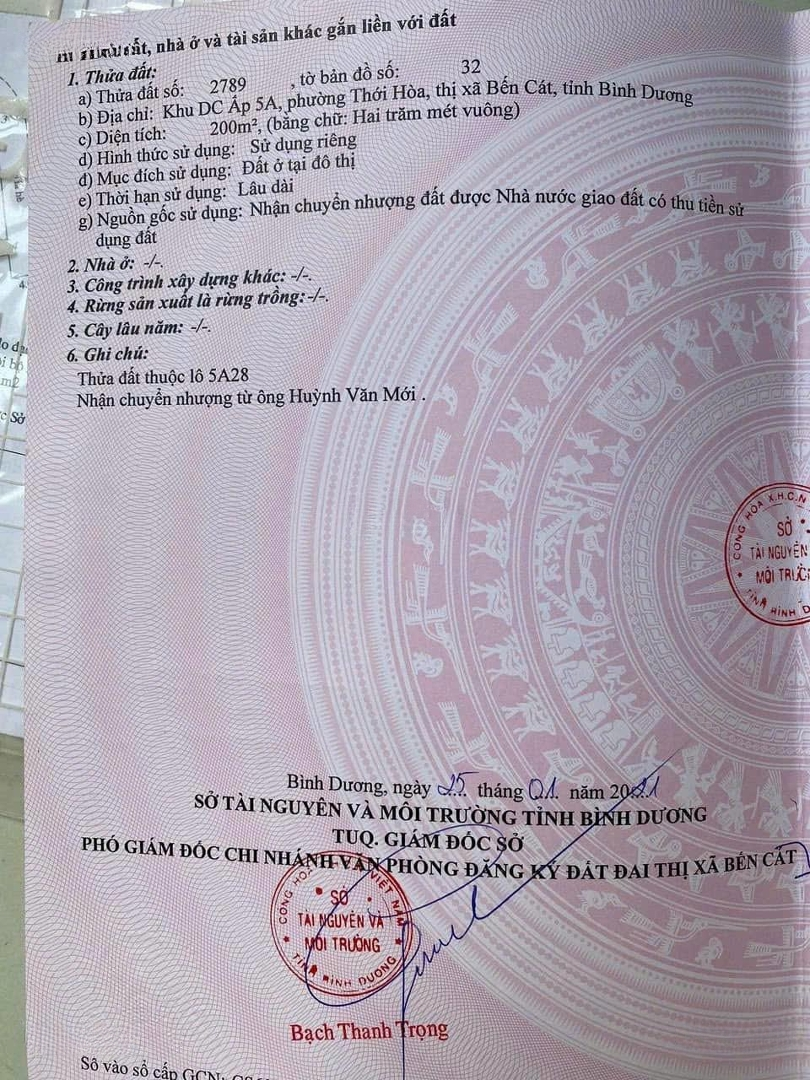 đất, nhà ở và tài sản khác gắn liền với đất
1. Thửa đất:
a) Thửa đất số: 2789 , tờ bản đồ số: 32
b) Địa chỉ: Khu DC Ấp 5A, phường Thới Hòa, thị xã Bến Cát, tỉnh Bình Dương
c) Diện tích: 200m², (bằng chữ: Hai trăm mét vuông)
d) Hình thức sử dụng: Sử dụng riêng
đ) Mục đích sử dụng: Đất ở tại đô thị
e) Thời hạn sử dụng: Lâu dài
g) Nguồn gốc sử dụng: Nhận chuyển nhượng đất được Nhà nước giao đất có thu tiền sử
dụng đất
2. Nhà ở: -/-.
3. Công trình xây dựng khác: -/-.
4. Rừng sản xuất là rừng trồng:-/-.
5. Cây lâu năm: -/-.
6. Ghi chú:
Thửa đất thuộc lô 5A28
Nhận chuyển nhượng từ ông Huỳnh Văn Mới .
CỘNG HÒA X.H.C.N
SỞ
TÀI NGUYÊN
MÔI TRƯỜ
TỈNH BÌNH D
Bình Dương, ngày 25 tháng 01 năm 2021
SỞ TÀI NGUYÊN VÀ MÔI TRƯỜNG TỈNH BÌNH DƯƠNG
TUQ. GIÁM ĐỐC SỞ
PHÓ GIÁM ĐỐC CHI NHÁNH VĂN PHÒNG ĐĂNG KÝ ĐẤT ĐAI THỊ XÃ BẾN CÁT
CỘNG HÒA VIỆT NAM
SỞ
TÀI NGUYÊN VÀ
MÔI TRƯỜNG
TỈNH BÌNH DƯƠNG
Bạch Thanh Trọng
Số vào sổ cấp GCN: